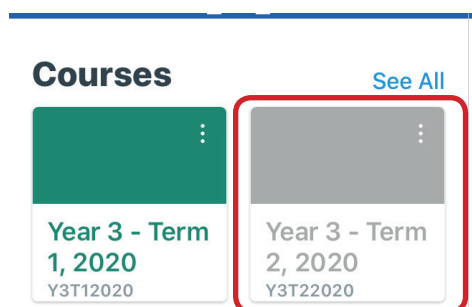 Courses See All
Year 3 - Term
1, 2020
Y3T12020
Year 3 - Term
2, 2020
Y3T22020